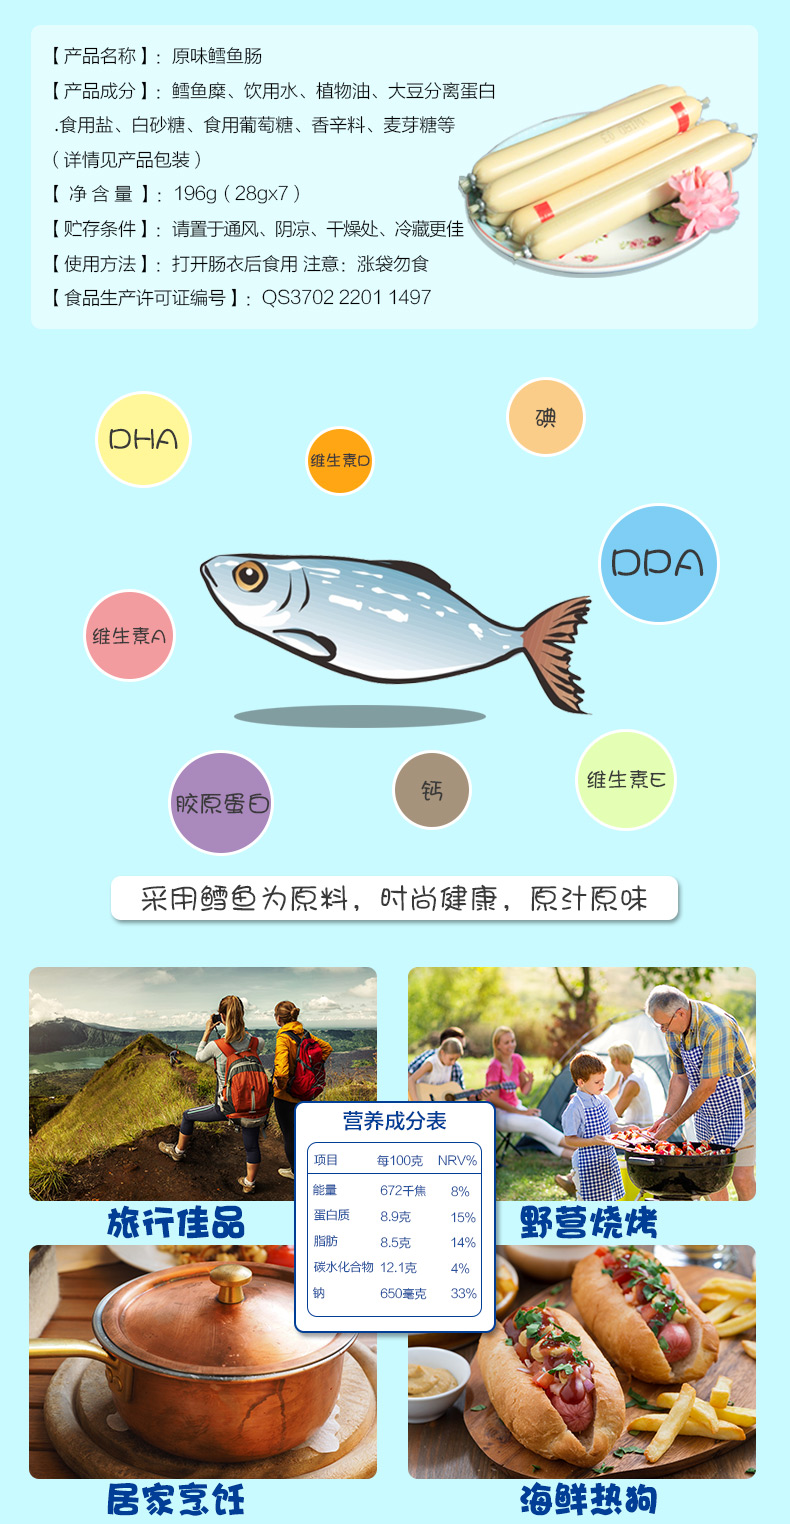 【产品名称】：原味鳕鱼肠
【产品成分】：鳕鱼糜、饮用水、植物油、大豆分离蛋白
.食用盐、白砂糖、食用葡萄糖、香辛料、麦芽糖等
（详情见产品包装）
【 净 含 量 】：196g（28gx7）
【贮存条件】：请置于通风、阴凉、干燥处、冷藏更佳
【使用方法】：打开肠衣后食用 注意：涨袋勿食
【食品生产许可证编号】：QS3702 2201 1497
DHA
维生素D
碘
DPA
维生素A
胶原蛋白
钙
维生素E
采用鳕鱼为原料，时尚健康，原汁原味
旅行佳品
野营烧烤
营养成分表
项目 每100克 NRV%
能量 672千焦 8%
蛋白质 8.9克 15%
脂肪 8.5克 14%
碳水化合物 12.1克 4%
钠 650毫克 33%
居家烹饪
海鲜热狗